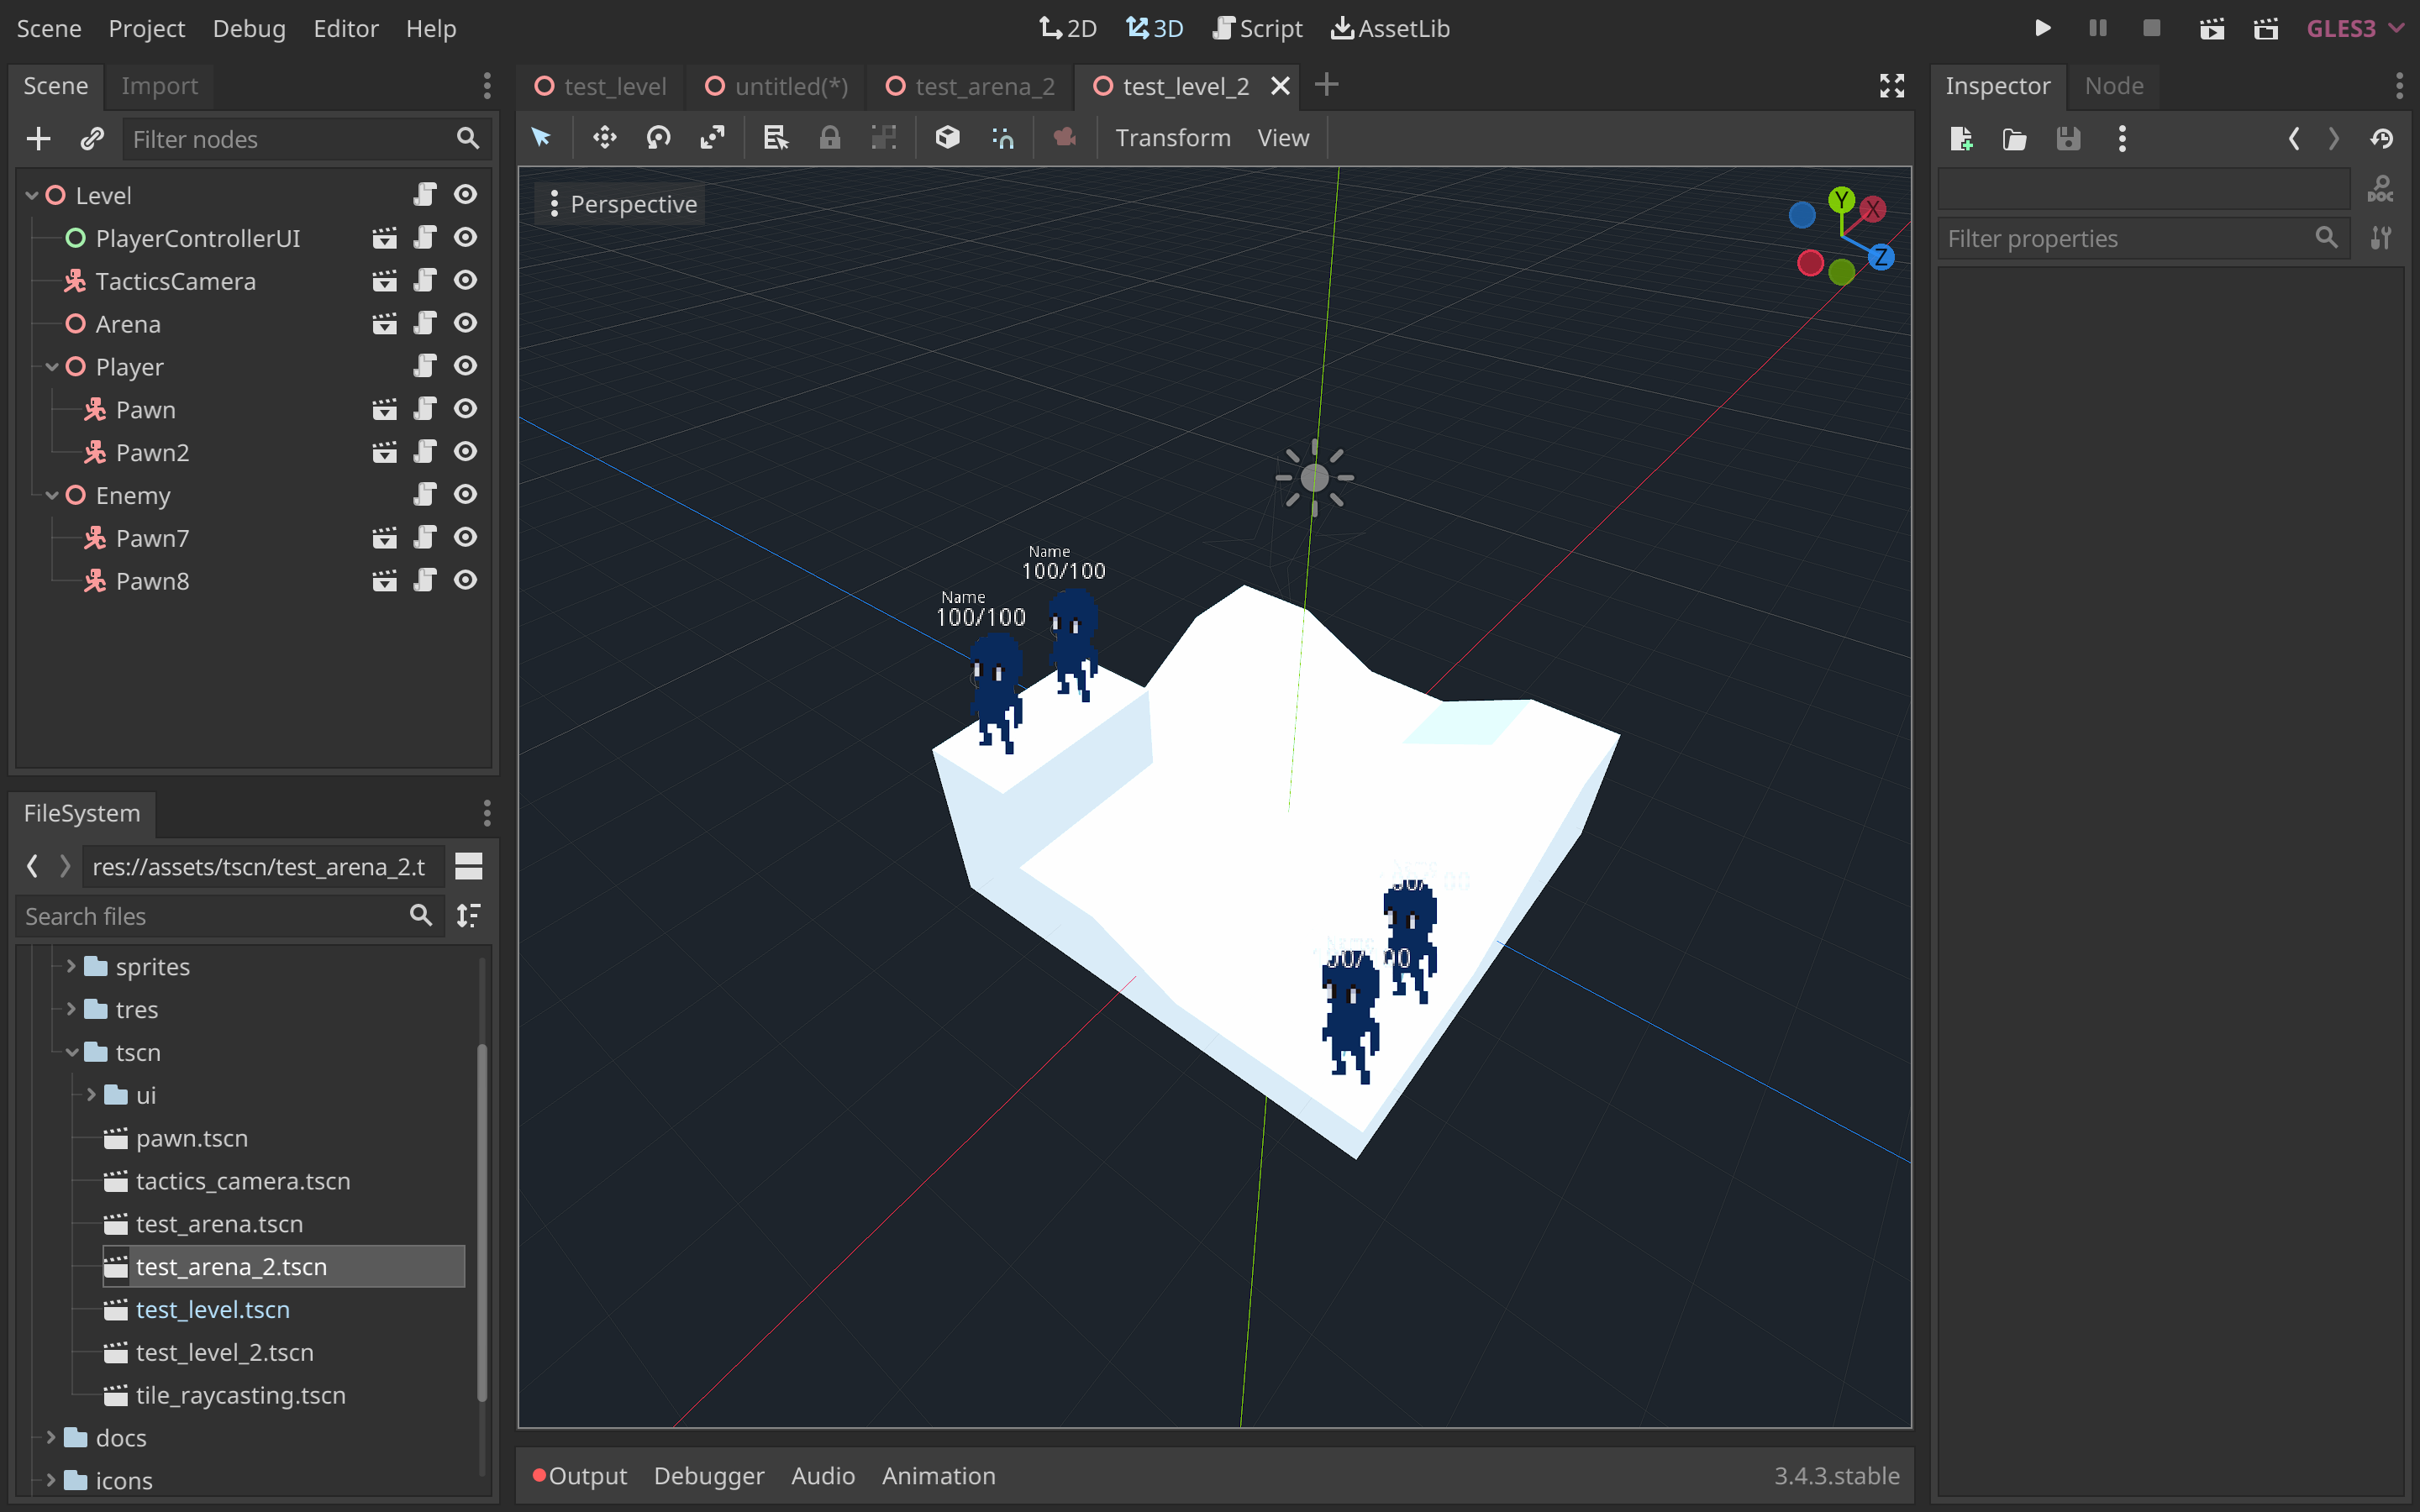 Scene Project Debug Editor Help
2D 3D Script AssetLib
GLES3
Scene Import
Filter nodes
Level
PlayerControllerUI
TacticsCamera
Arena
Player
Pawn
Pawn2
Enemy
Pawn7
Pawn8
FileSystem
res://assets/tscn/test_arena_2.t
Search files
sprites
tres
tscn
ui
pawn.tscn
tactics_camera.tscn
test_arena.tscn
test_arena_2.tscn
test_level.tscn
test_level_2.tscn
tile_raycasting.tscn
docs
icons
test_level untitled(*) test_arena_2 test_level_2
Transform View
Perspective
Y X
Z
Name
100/100
Name
100/100
Output Debugger Audio Animation 3.4.3.stable
Inspector Node
DOC
Filter properties